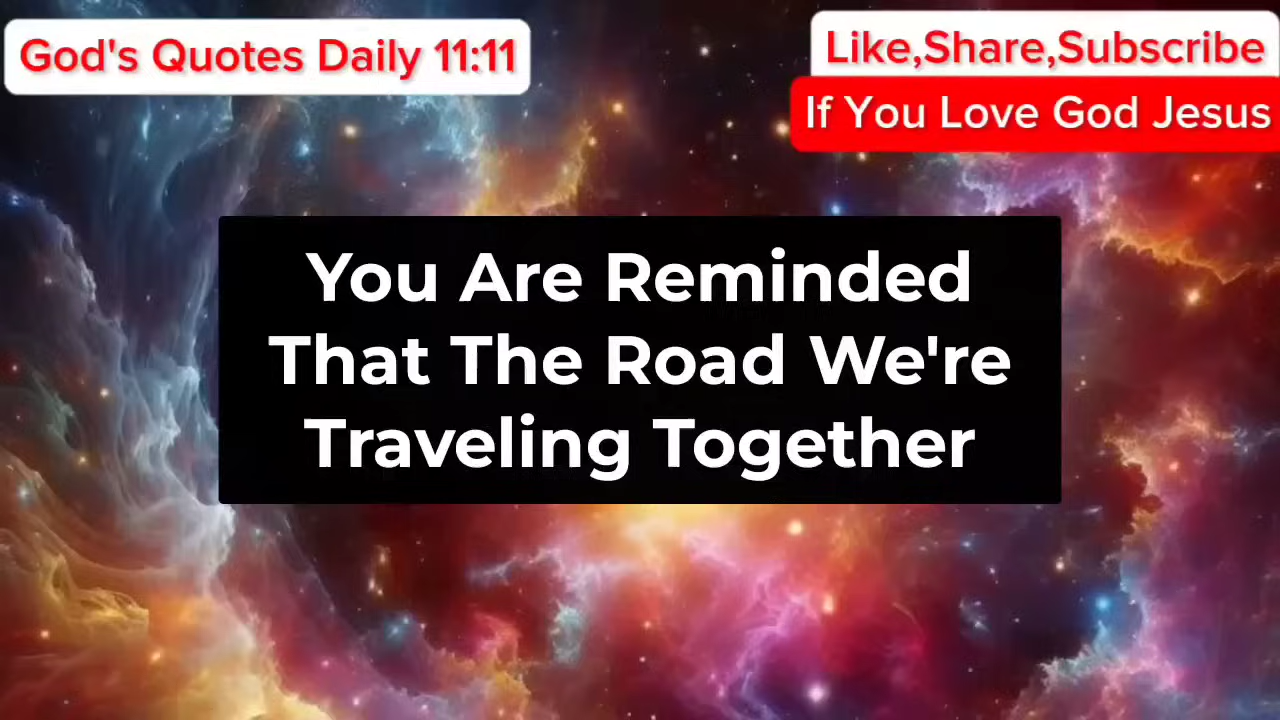 God's Quotes Daily 11:11
Like,Share,Subscribe
If You Love God Jesus
You Are Reminded
That The Road We're
Traveling Together